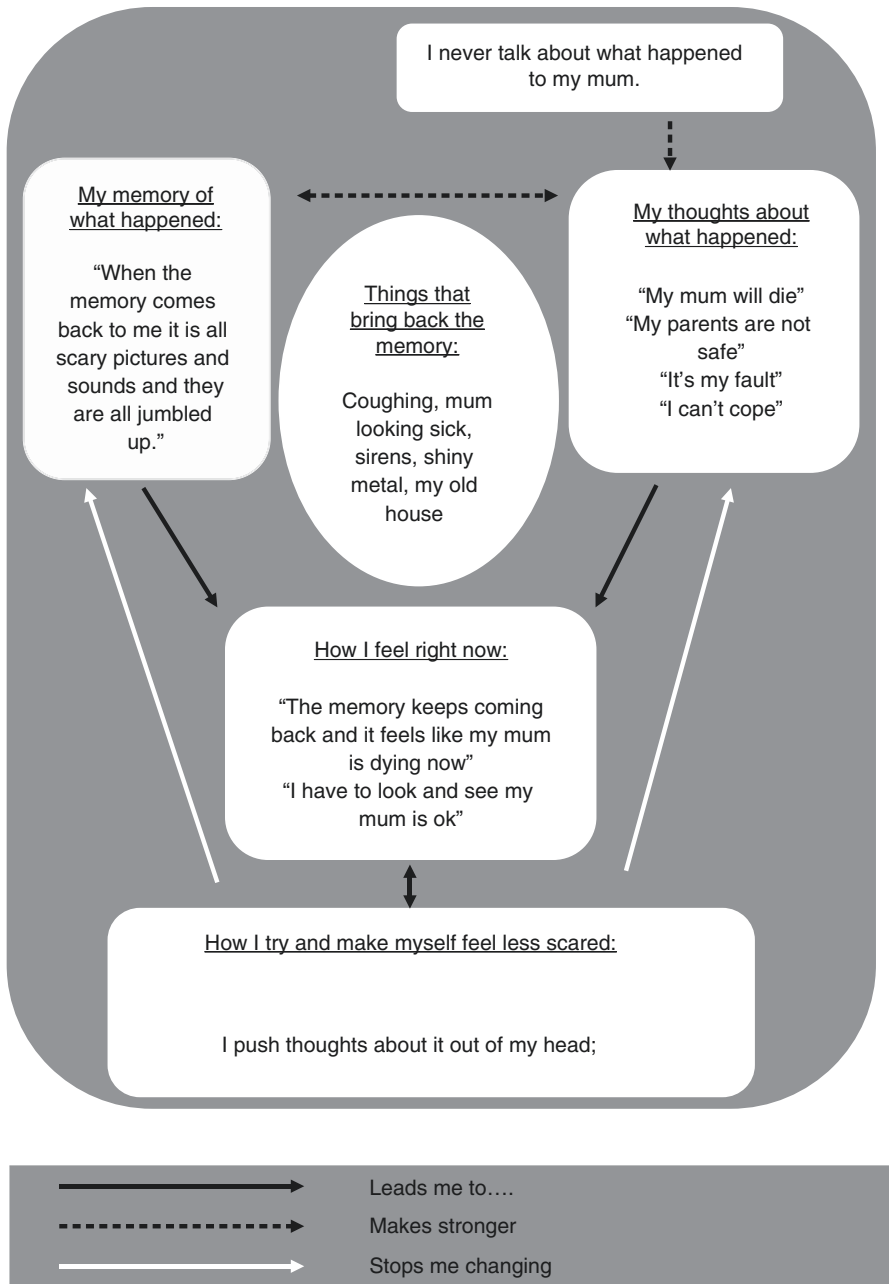 I never talk about what happened
to my mum.
My memory of
what happened:
“When the
memory comes
back to me it is all
scary pictures and
sounds and they
are all jumbled
up.”
Things that
bring back the
memory:
Coughing, mum
looking sick,
sirens, shiny
metal, my old
house
My thoughts about
what happened:
“My mum will die”
“My parents are not
safe”
“It’s my fault”
“I can’t cope”
How I feel right now:
“The memory keeps coming
back and it feels like my mum
is dying now”
“I have to look and see my
mum is ok”
How I try and make myself feel less scared:
I push thoughts about it out of my head;
Leads me to….
Makes stronger
Stops me changing